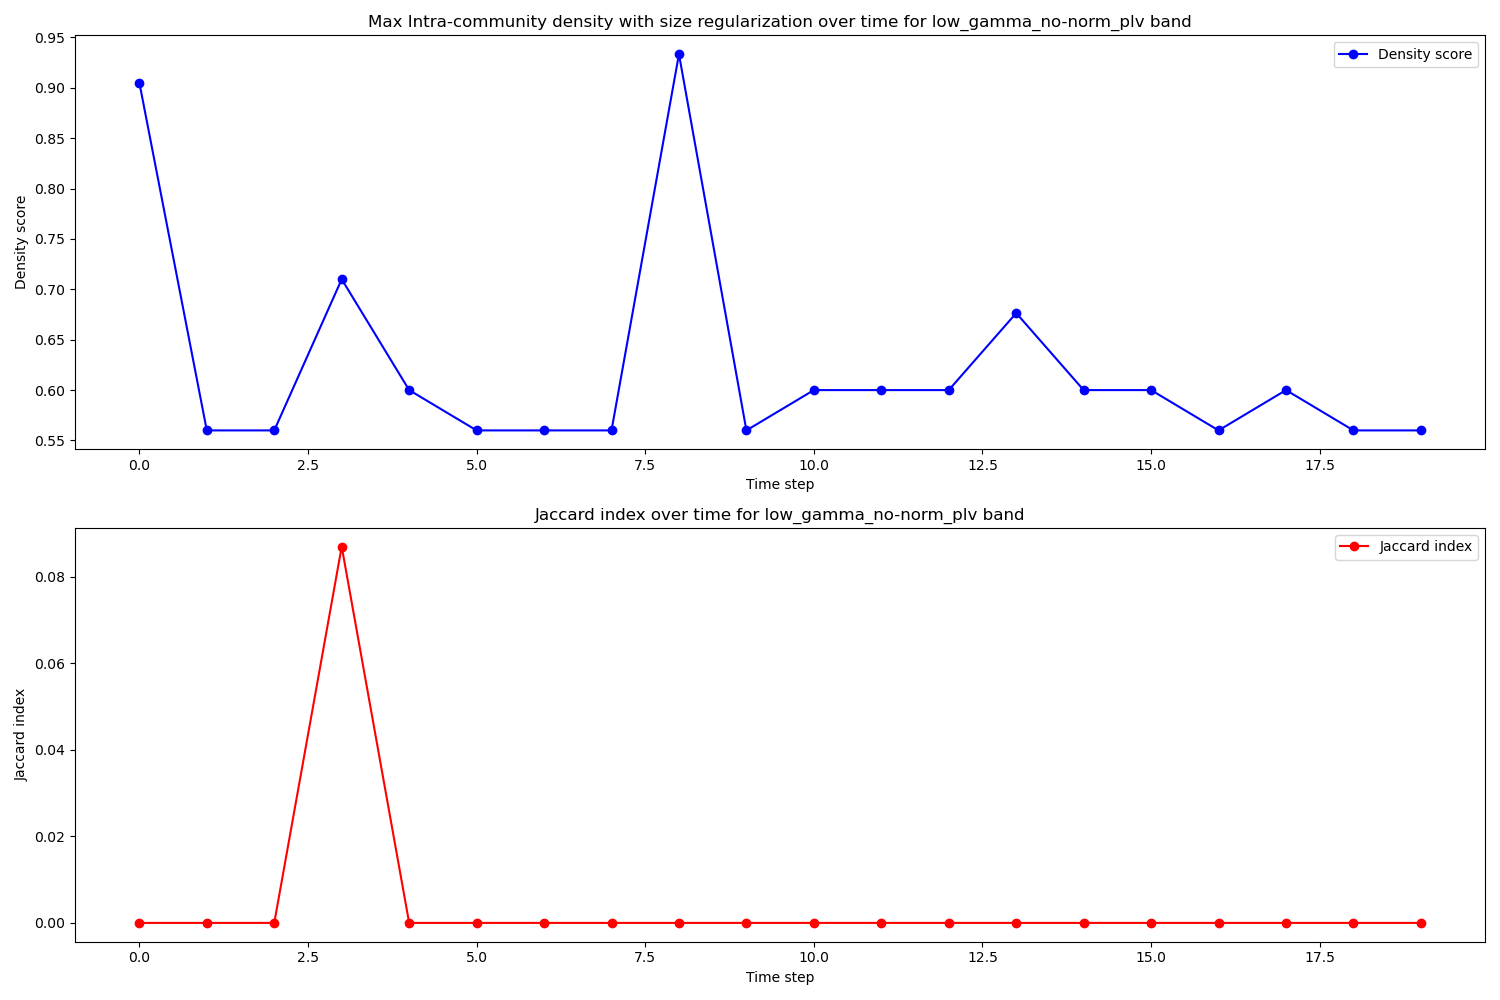 Max Intra-community density with size regularization over time for low_gamma_no-norm_plv band
Density score
0.95
0.90
0.85
0.80
0.75
0.70
0.65
0.60
0.55
Density score
0.0 2.5 5.0 7.5 10.0 12.5 15.0 17.5
Time step
Jaccard index over time for low_gamma_no-norm_plv band
Jaccard index
0.08
0.06
0.04
0.02
0.00
Jaccard index
0.0 2.5 5.0 7.5 10.0 12.5 15.0 17.5
Time step